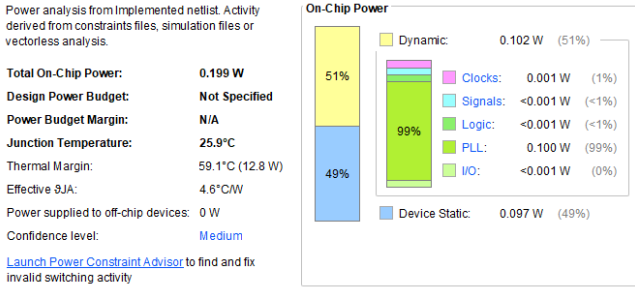 Power analysis from Implemented netlist. Activity
derived from constraints files, simulation files or
vectorless analysis.
Total On-Chip Power: 0.199 W
Design Power Budget: Not Specified
Power Budget Margin: N/A
Junction Temperature: 25.9°C
Thermal Margin: 59.1°C (12.8 W)
Effective ϑJA: 4.6°C/W
Power supplied to off-chip devices: 0 W
Confidence level: Medium
Launch Power Constraint Advisor to find and fix
invalid switching activity
On-Chip Power
51%
49%
Dynamic: 0.102 W (51%)
99%
Clocks: 0.001 W (1%)
Signals: <0.001 W (<1%)
Logic: <0.001 W (<1%)
PLL: 0.100 W (99%)
I/O: <0.001 W (0%)
Device Static: 0.097 W (49%)